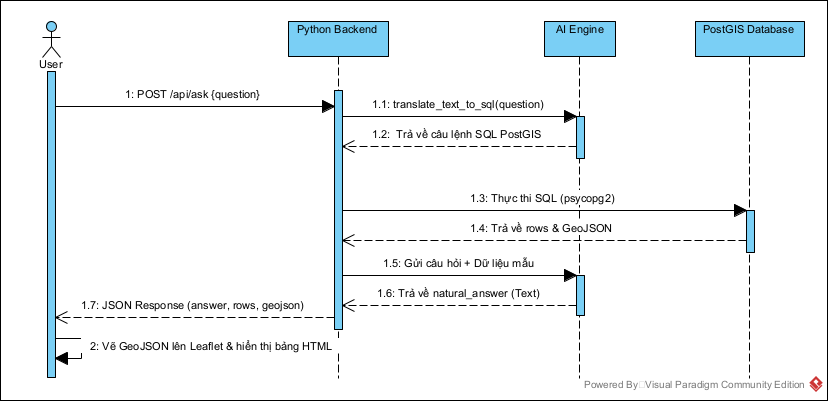 Python Backend
AI Engine
PostGIS Database
User
1: POST /api/ask {question}
1.1: translate_text_to_sql(question)
1.2: Trả về câu lệnh SQL PostGIS
1.3: Thực thi SQL (psycopg2)
1.4: Trả về rows & GeoJSON
1.5: Gửi câu hỏi + Dữ liệu mẫu
1.6: Trả về natural_answer (Text)
1.7: JSON Response (answer, rows, geojson)
2: Vẽ GeoJSON lên Leaflet & hiển thị bảng HTML
Powered By Visual Paradigm Community Edition